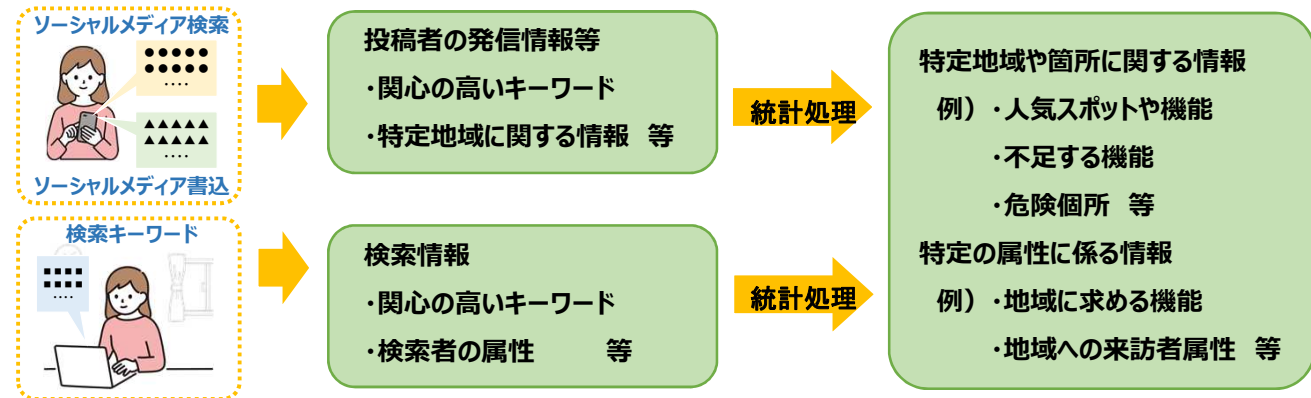 ソーシャルメディア検索
ソーシャルメディア書込
投稿者の発信情報等
・関心の高いキーワード
・特定地域に関する情報　等
統計処理
検索キーワード
検索情報
・関心の高いキーワード
・検索者の属性　　　等
統計処理
特定地域や箇所に関する情報
例）・人気スポットや機能
・不足する機能
・危険個所　等
特定の属性に係る情報
例）・地域に求める機能
・地域への来訪者属性　等